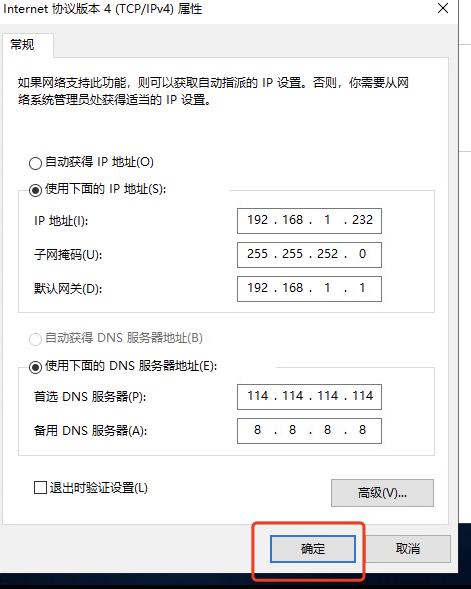 Internet 协议版本 4 (TCP/IPv4) 属性
常规
如果网络支持此功能，则可以获取自动指派的 IP 设置。否则，你需要从网
络系统管理员处获得适当的 IP 设置。
自动获得 IP 地址(O)
使用下面的 IP 地址(S):
IP 地址(I):
192 . 168 . 1 . 232
子网掩码(U):
255 . 255 . 252 . 0
默认网关(D):
192 . 168 . 1 . 1
自动获得 DNS 服务器地址(B)
使用下面的 DNS 服务器地址(E):
首选 DNS 服务器(P):
114 . 114 . 114 . 114
备用 DNS 服务器(A):
8 . 8 . 8 . 8
退出时验证设置(L)
高级(V)...
确定
取消